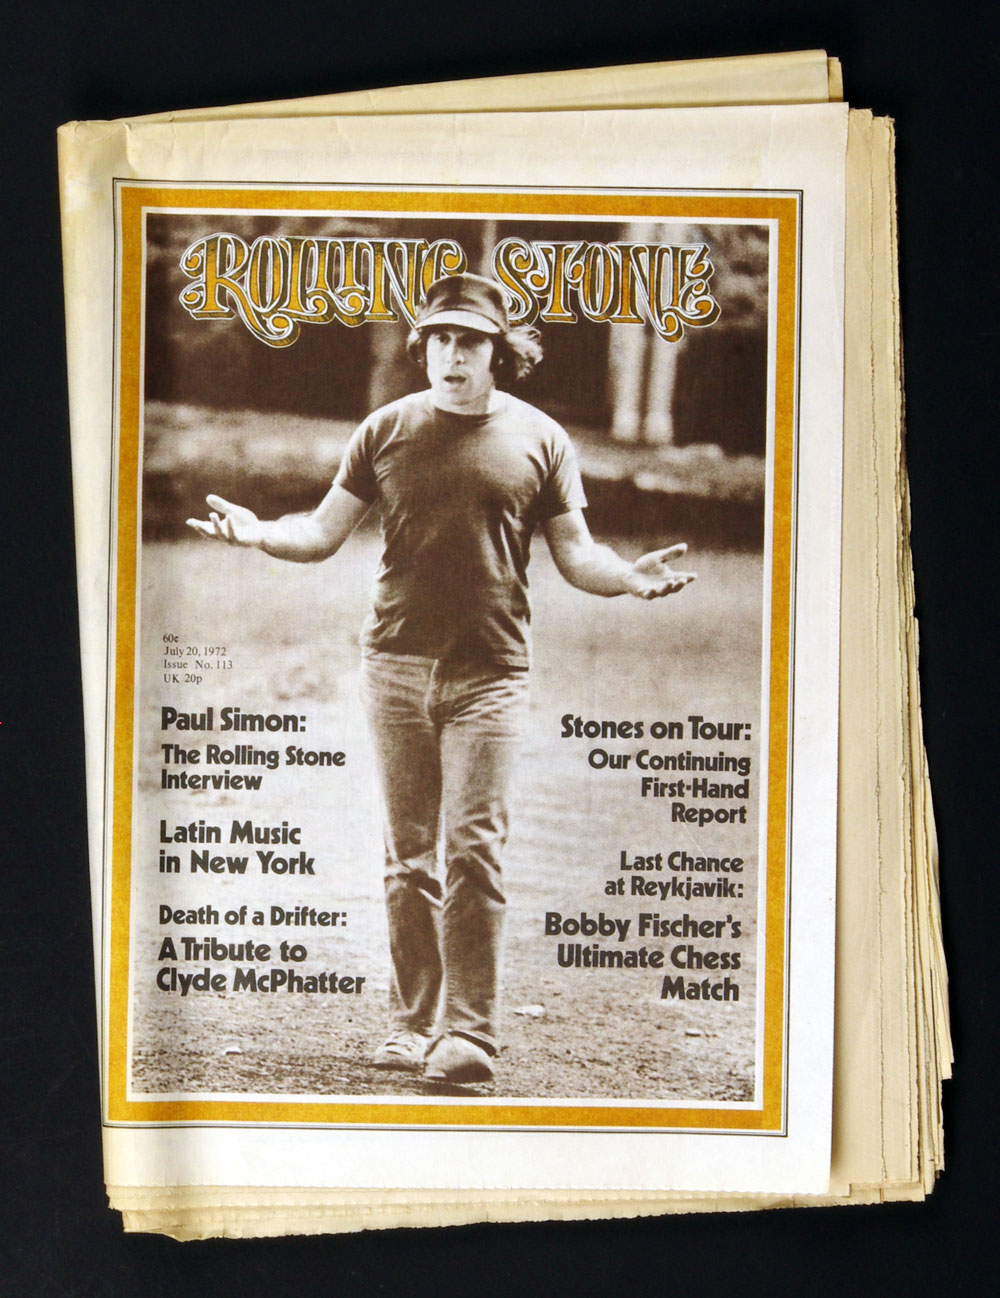 ROLLING STONE
60¢
July 20, 1972
Issue No. 113
UK 20p
Paul Simon:
The Rolling Stone
Interview
Latin Music
in New York
Death of a Drifter:
A Tribute to
Clyde McPhatter
Stones on Tour:
Our Continuing
First-Hand
Report
Last Chance
at Reykjavik:
Bobby Fischer's
Ultimate Chess
Match